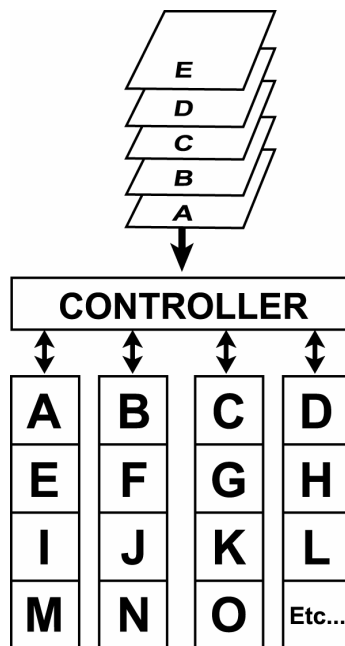 E
D
C
B
A
CONTROLLER
A B C D
E F G H
I J K L
M N O Etc...